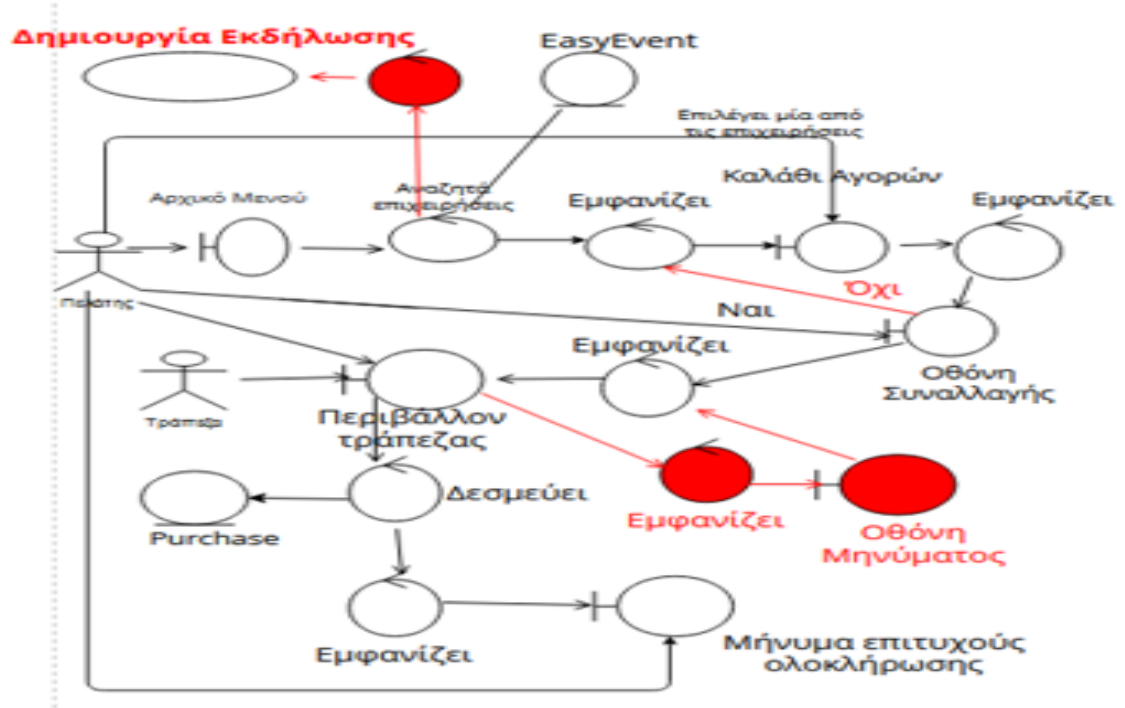 Δημιουργία Εκδήλωσης
EasyEvent
Επιλέγει μία από
τις επιχειρήσεις
Αρχικό Μενού
Αναζητά
επιχειρήσεις
Εμφανίζει
Καλάθι Αγορών
Εμφανίζει
Πελάτης
Όχι
Ναι
Εμφανίζει
Οθόνη
Συναλλαγής
Τράπεζα
Περιβάλλον
τράπεζας
Δεσμεύει
Purchase
Εμφανίζει
Οθόνη
Μηνύματος
Εμφανίζει
Μήνυμα επιτυχούς
ολοκλήρωσης